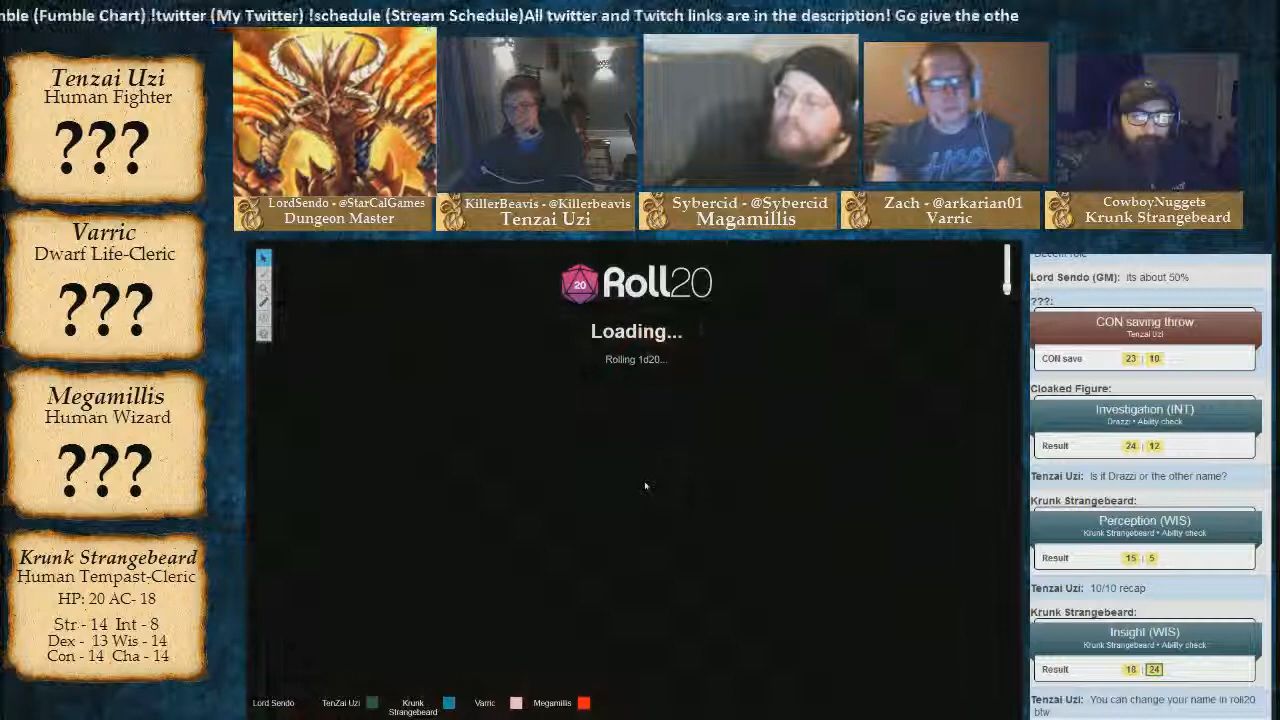 mble (Fumble Chart) !twitter (My Twitter) !schedule (Stream Schedule)All twitter and Twitch links are in the description! Go give the othe
Tenzai Uzi
Human Fighter
???
Varric
Dwarf Life-Cleric
???
Megamillis
Human Wizard
???
Krunk Strangebeard
Human Tempast-Cleric
HP: 20 AC- 18
Str - 14 Int - 8
Dex - 13 Wis - 14
Con - 14 Cha - 14
LordSendo - @StarCalGames
Dungeon Master
KillerBeavis - @Killerbeavis
Tenzai Uzi
Sybercid - @Sybercid
Magamillis
Zach - @arkarian01
Varric
CowboyNuggets
Krunk Strangebeard
20
Roll20
Loading...
Rolling 1d20...
Lord Sendo
TenZai Uzi
Krunk
Strangebeard
Varric
Megamillis
Lord Sendo (GM): its about 50%
???:
CON saving throw
Tenzai Uzi
CON save 23 | 10
Cloaked Figure:
Investigation (INT)
Drazzi • Ability check
Result 24 | 12
Tenzai Uzi: Is if Drazzi or the other name?
Krunk Strangebeard:
Perception (WIS)
Krunk Strangebeard • Ability check
Result 15 | 5
Tenzai Uzi: 10/10 recap
Krunk Strangebeard:
Insight (WIS)
Krunk Strangebeard • Ability check
Result 18 | 24
Tenzai Uzi: You can change your name in roll20
btw